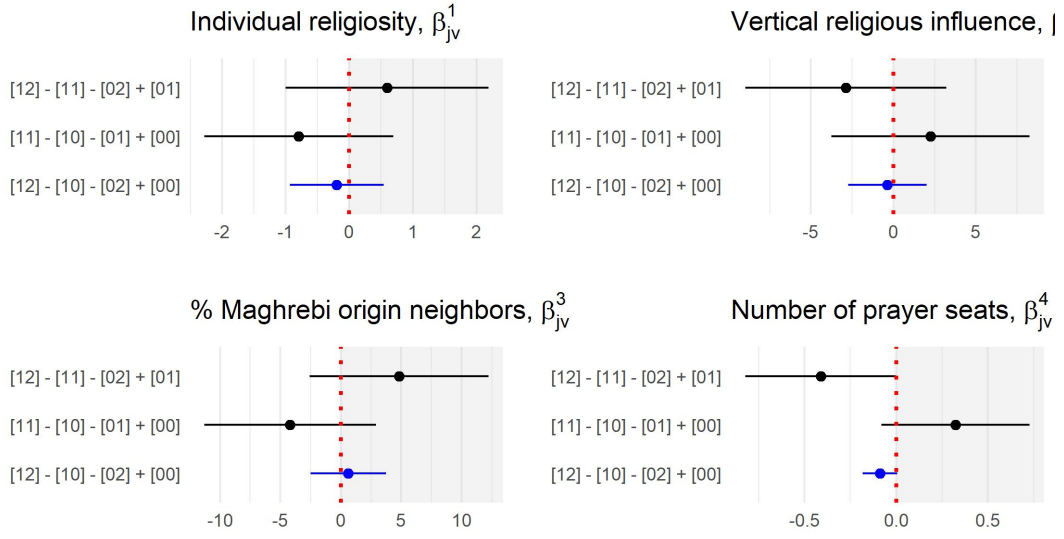 Individual religiosity, β¹ⱼᵥ
[12] - [11] - [02] + [01]
[11] - [10] - [01] + [00]
[12] - [10] - [02] + [00]
-2 -1 0 1 2
Vertical religious influence, β
[12] - [11] - [02] + [01]
[11] - [10] - [01] + [00]
[12] - [10] - [02] + [00]
-5 0 5
% Maghrebi origin neighbors, β³ⱼᵥ
[12] - [11] - [02] + [01]
[11] - [10] - [01] + [00]
[12] - [10] - [02] + [00]
-10 -5 0 5 10
Number of prayer seats, β⁴ⱼᵥ
[12] - [11] - [02] + [01]
[11] - [10] - [01] + [00]
[12] - [10] - [02] + [00]
-0.5 0.0 0.5